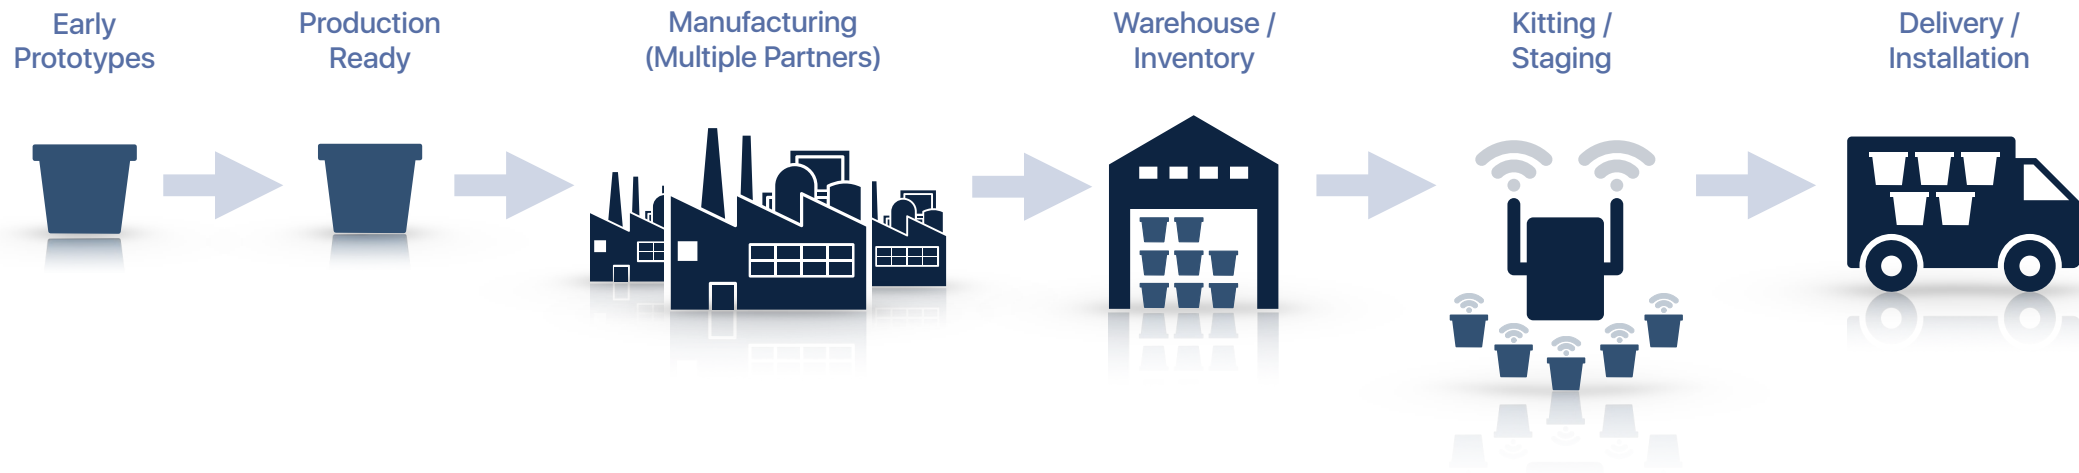 Early
Prototypes
Production
Ready
Manufacturing
(Multiple Partners)
Warehouse /
Inventory
Kitting /
Staging
Delivery /
Installation